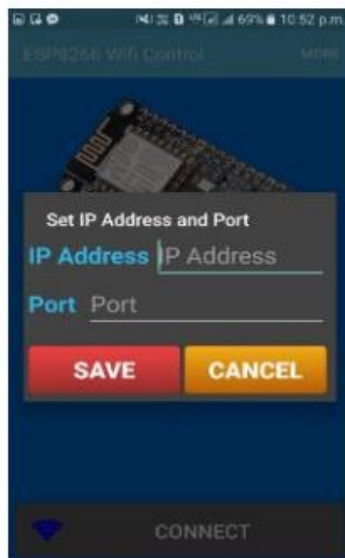 69% 10:52 p.m.
ESP8266 Wifi Control MORE
Set IP Address and Port
IP Address IP Address
Port Port
SAVE CANCEL
CONNECT